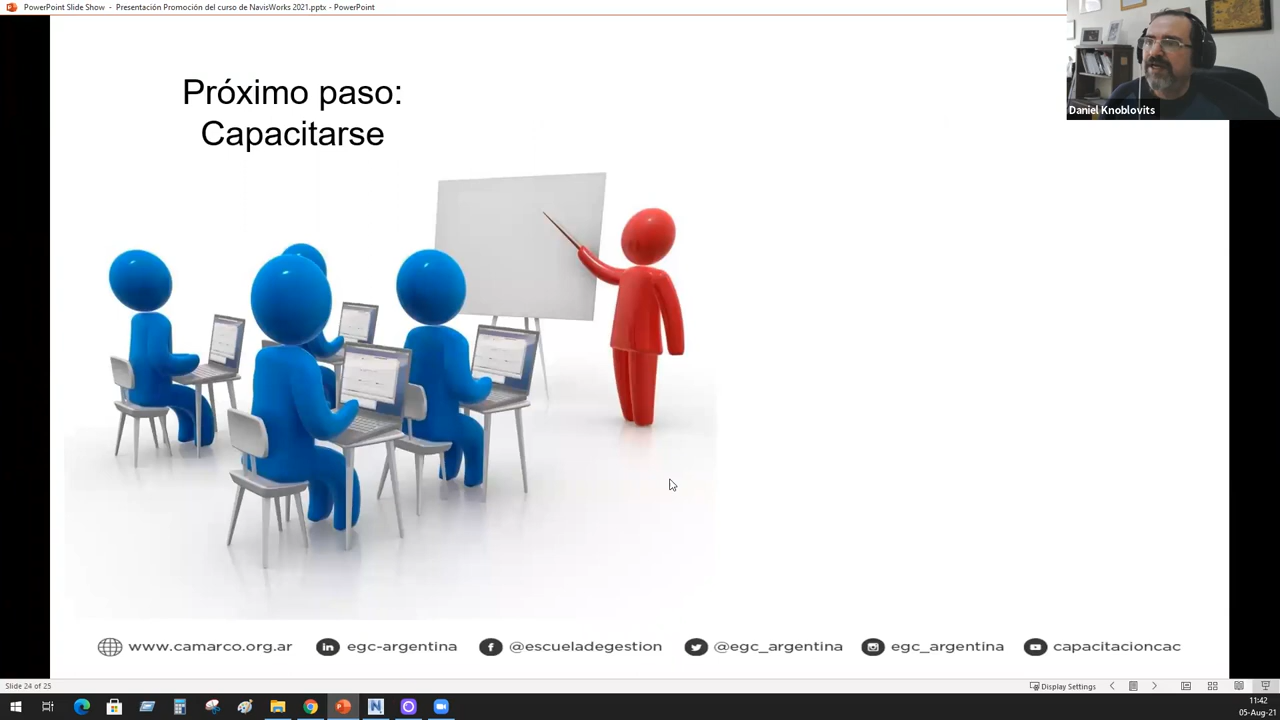 PowerPoint Slide Show - Presentación Promoción del curso de NavisWorks 2021.pptx - PowerPoint
Daniel Knoblovits
Próximo paso:
Capacitarse
www.camarco.org.ar
egc-argentina
@escueladegestion
@egc_argentina
egc_argentina
capacitacioncac
Slide 24 of 25
Display Settings
11:42
05-Aug-21